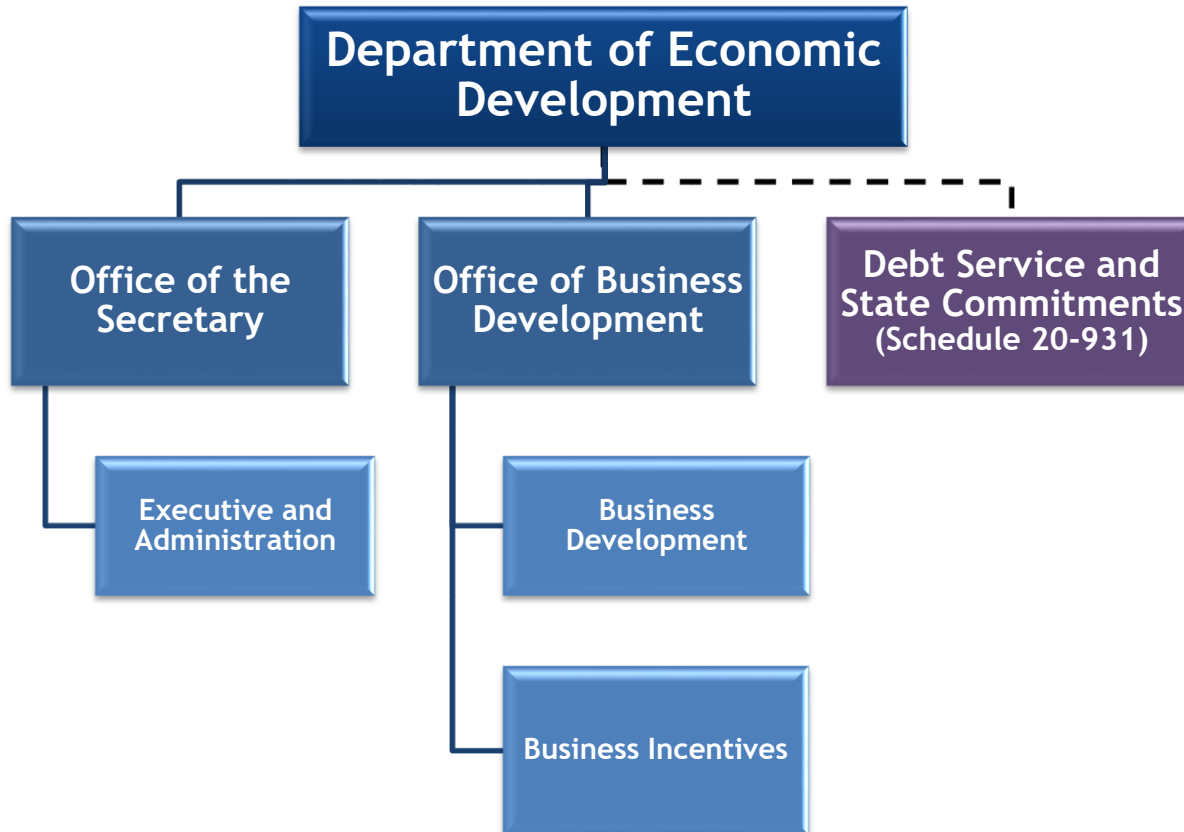 Department of Economic
Development
Office of the
Secretary
Office of Business
Development
Debt Service and
State Commitments
(Schedule 20-931)
Executive and
Administration
Business
Development
Business Incentives